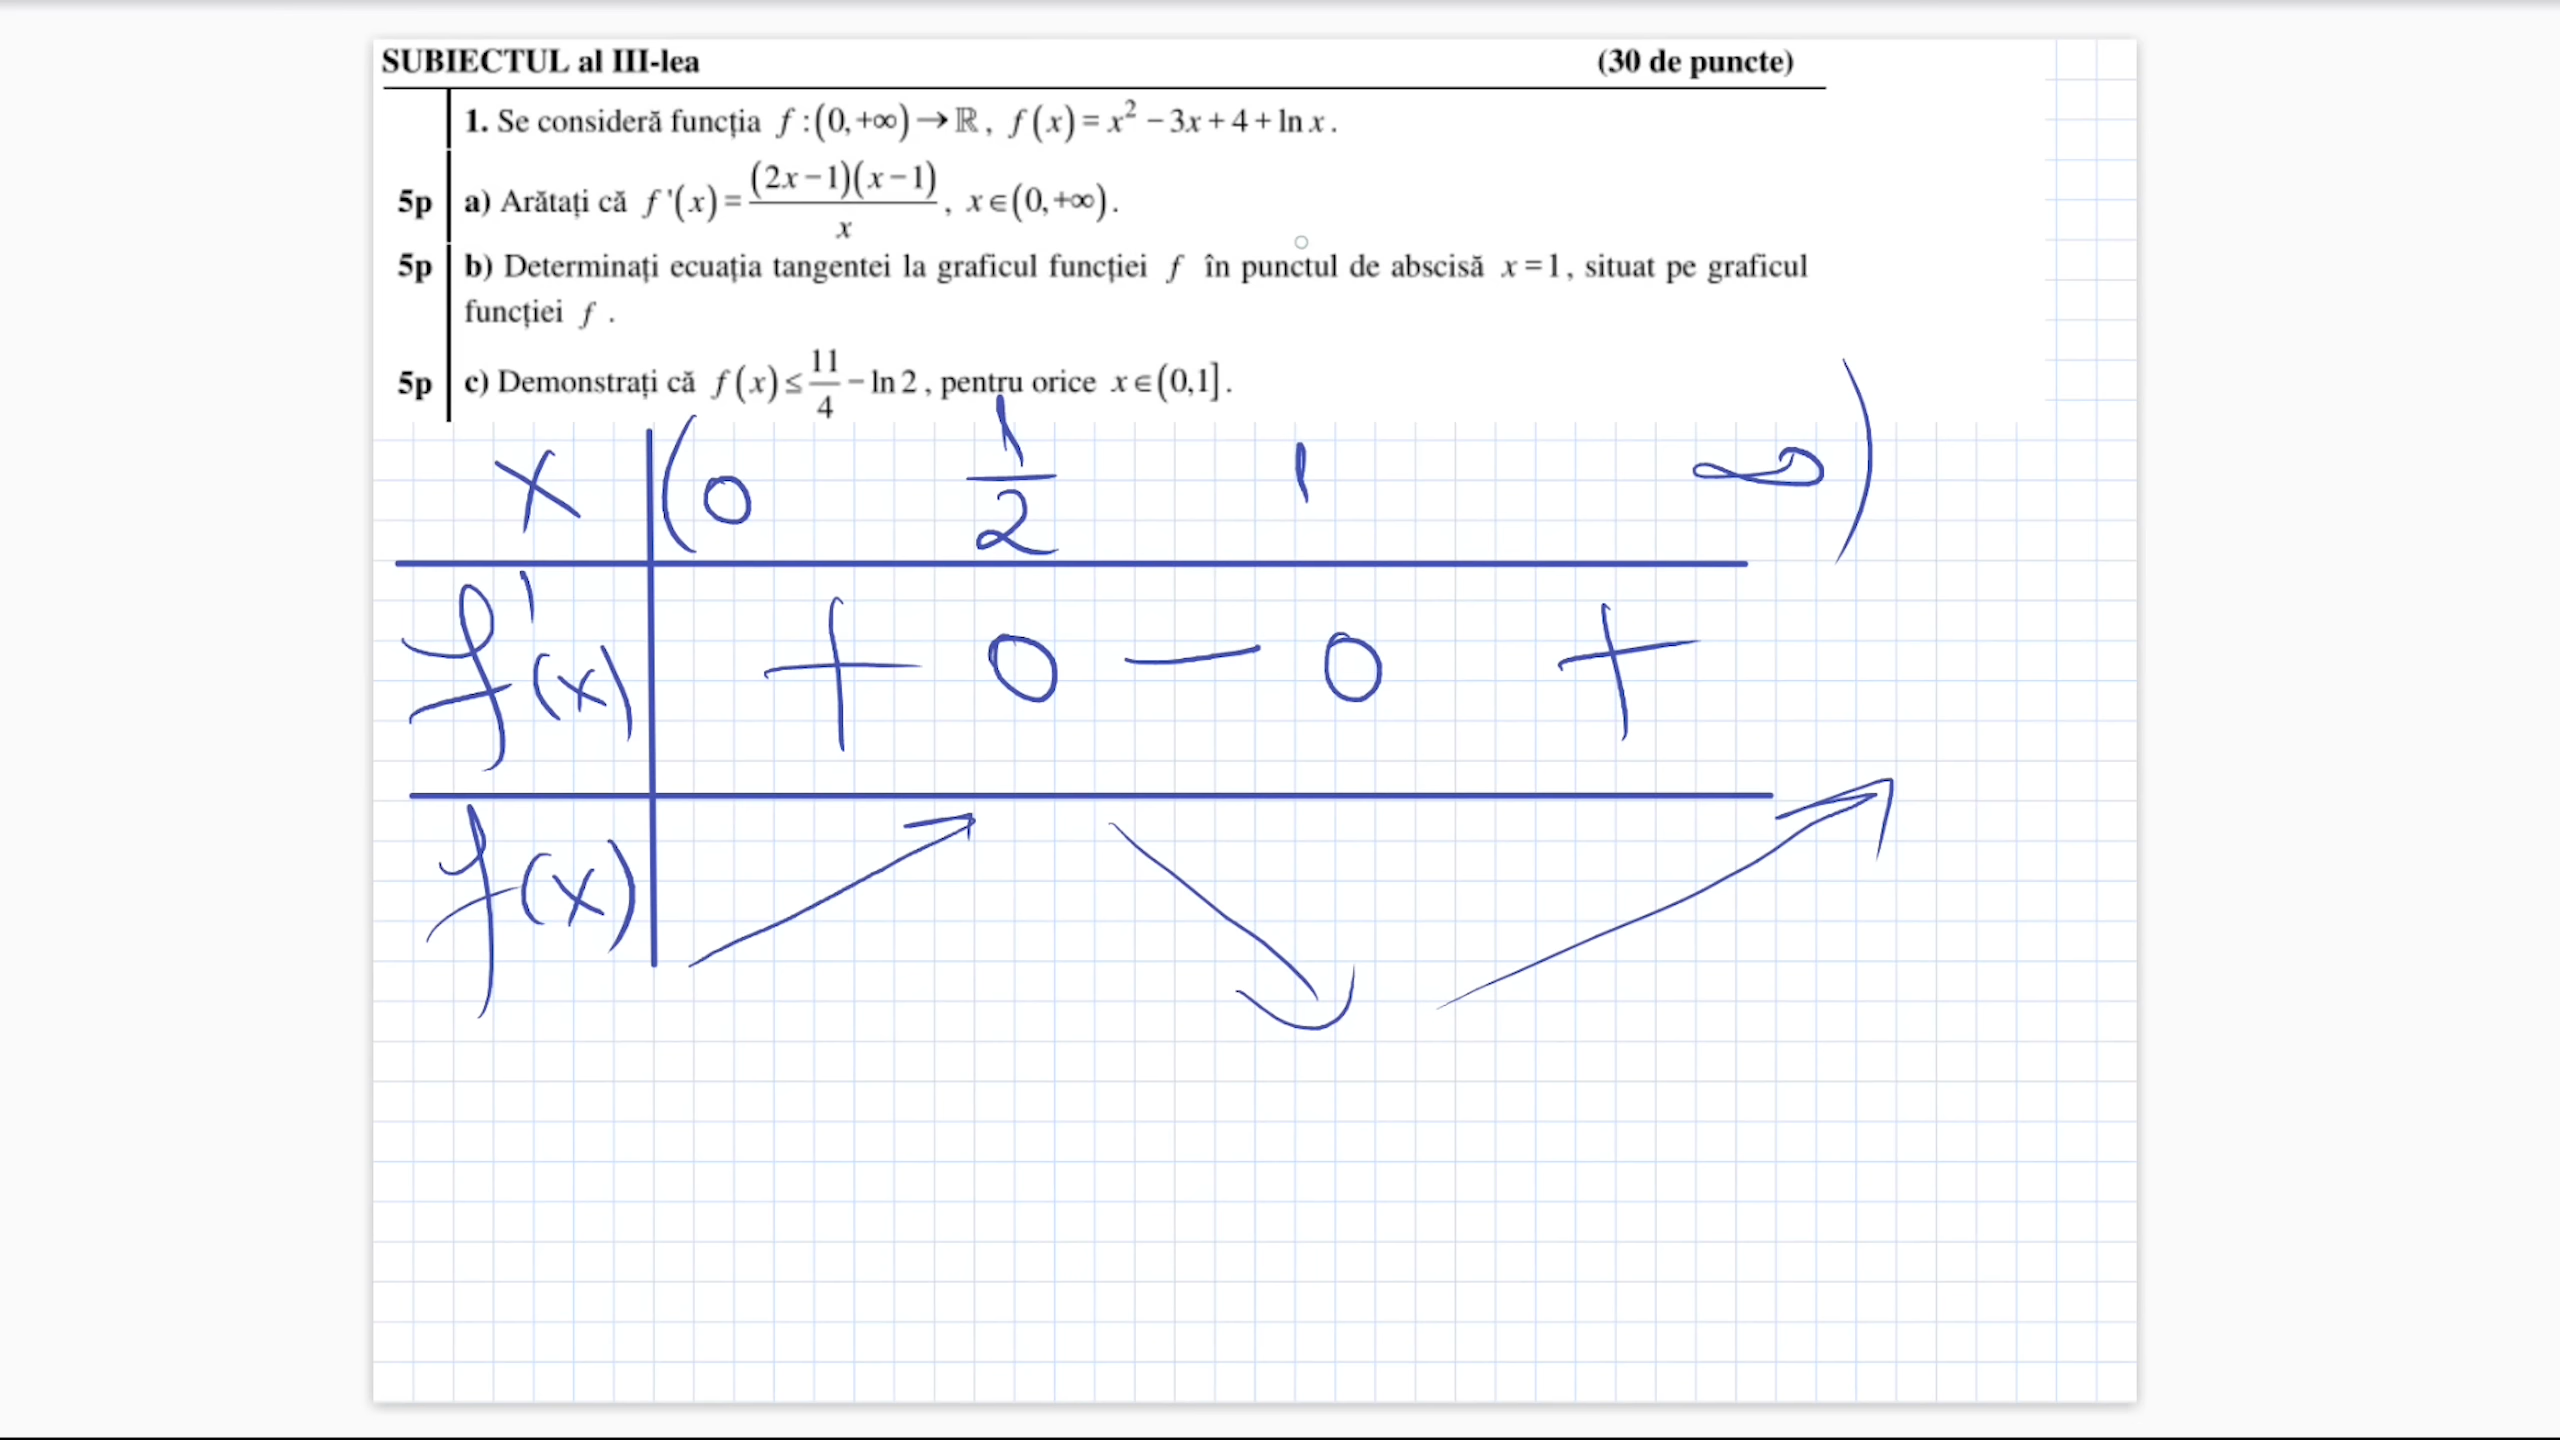 SUBIECTUL al III-lea (30 de puncte)
1. Se consideră funcția f : (0, +∞) → ℝ, f(x) = x² − 3x + 4 + ln x.
5p a) Arătați că f '(x) = (2x − 1)(x − 1) / x, x ∈ (0, +∞).
5p b) Determinați ecuația tangentei la graficul funcției f în punctul de abscisă x = 1, situat pe graficul
funcției f .
5p c) Demonstrați că f(x) ≤ 11/4 − ln 2, pentru orice x ∈ (0,1].
x (0 1/2 1 ∞)
f'(x) + 0 − 0 +
f(x) ↗ ↘ ↗